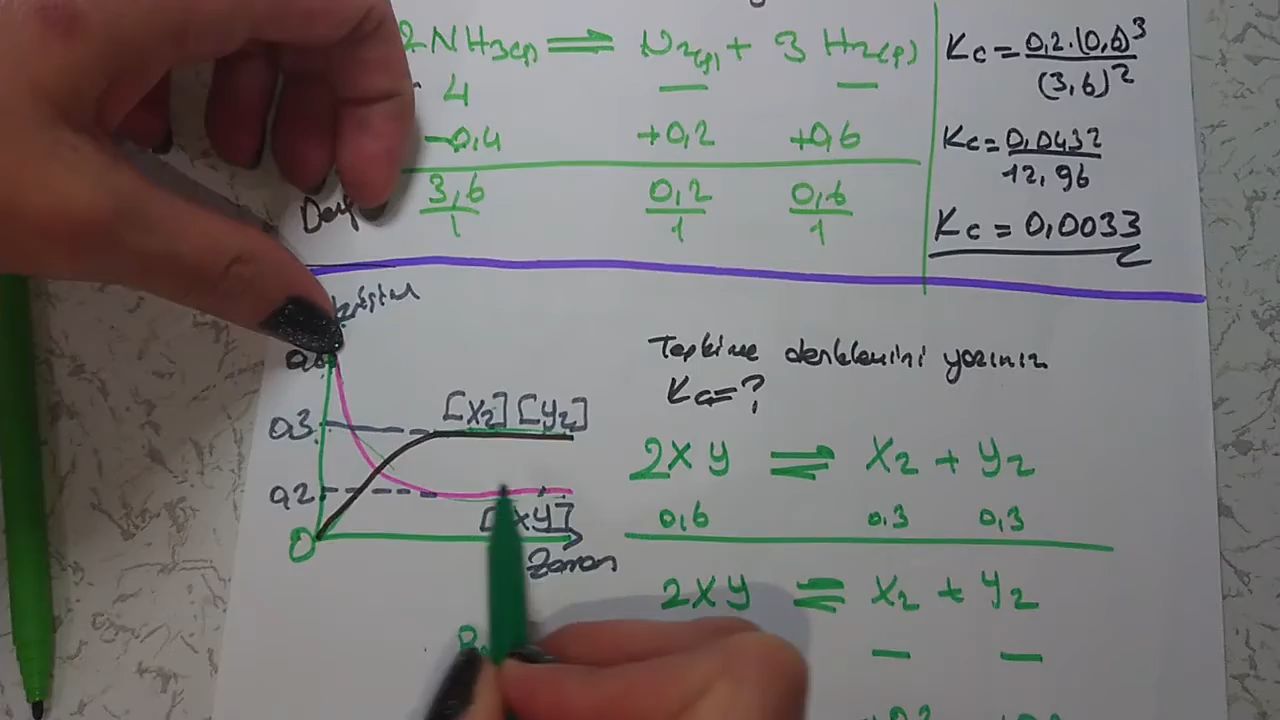 2NH3(g) ⇌ N2(g) + 3 H2(g)
4 — —
-0,4 +0,2 +0,6
3,6/1 0,2/1 0,6/1
Kc = 0,2.(0,6)^3 / (3,6)^2
Kc = 0,0432 / 12,96
Kc = 0,0033
0,3
0,2
0
[X2] [Y2]
[XY]
Zaman
Tepkime denklemini yazınız
Kc=?
2XY ⇌ X2 + Y2
0,6 0,3 0,3
2XY ⇌ X2 + Y2
— —